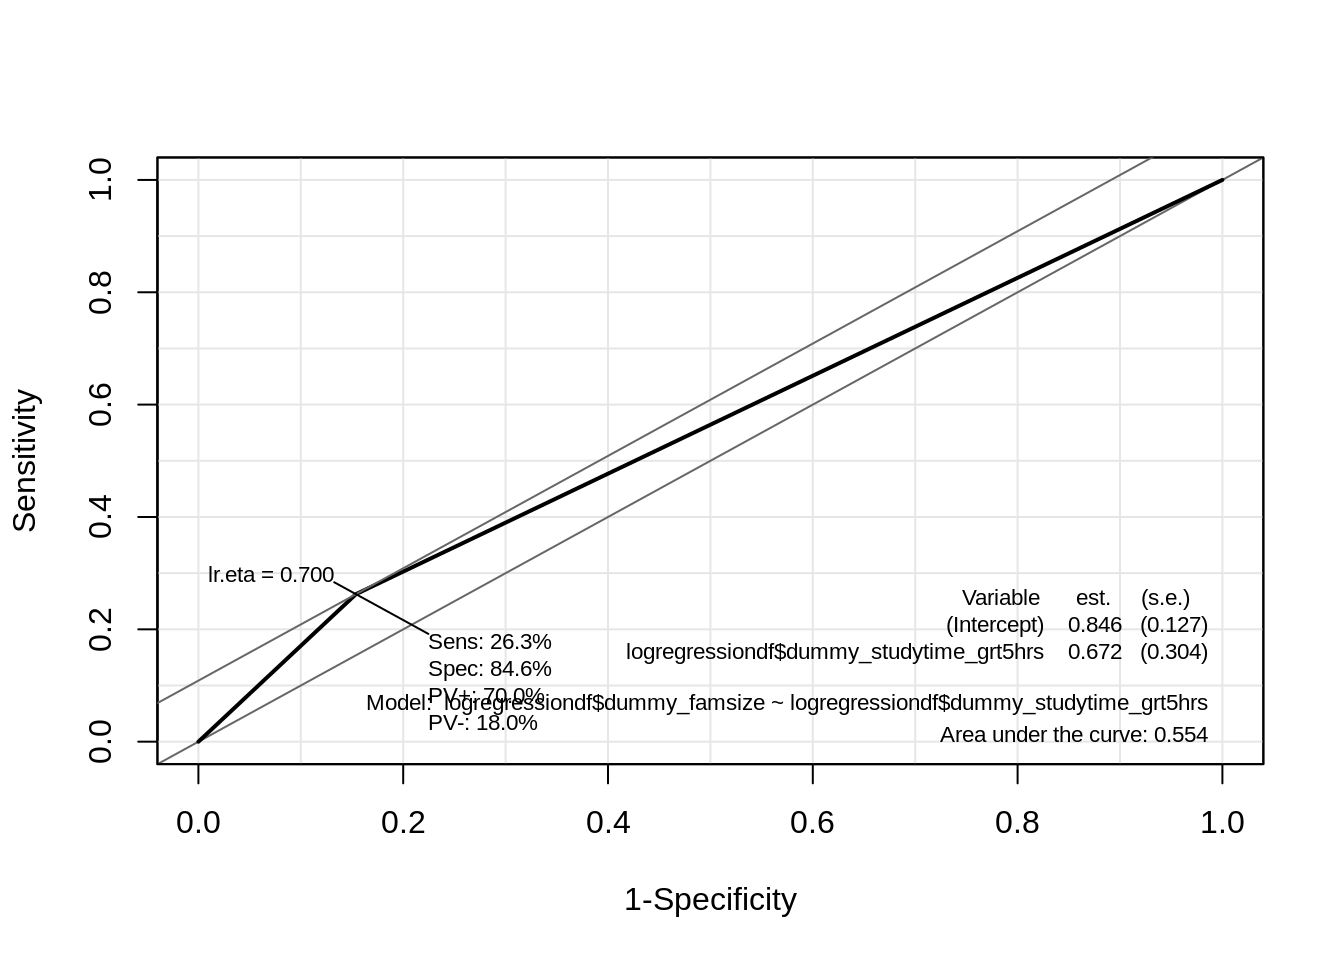 1.0
0.8
0.6
0.4
0.2
0.0
Sensitivity
lr.eta = 0.700
Sens: 26.3%
Spec: 84.6%
PV+: 70.0%
PV-: 18.0%
Variable est. (s.e.)
(Intercept) 0.846 (0.127)
logregressiondf$dummy_studytime_grt5hrs 0.672 (0.304)
Model: logregressiondf$dummy_famsize ~ logregressiondf$dummy_studytime_grt5hrs
Area under the curve: 0.554
0.0 0.2 0.4 0.6 0.8 1.0
1-Specificity